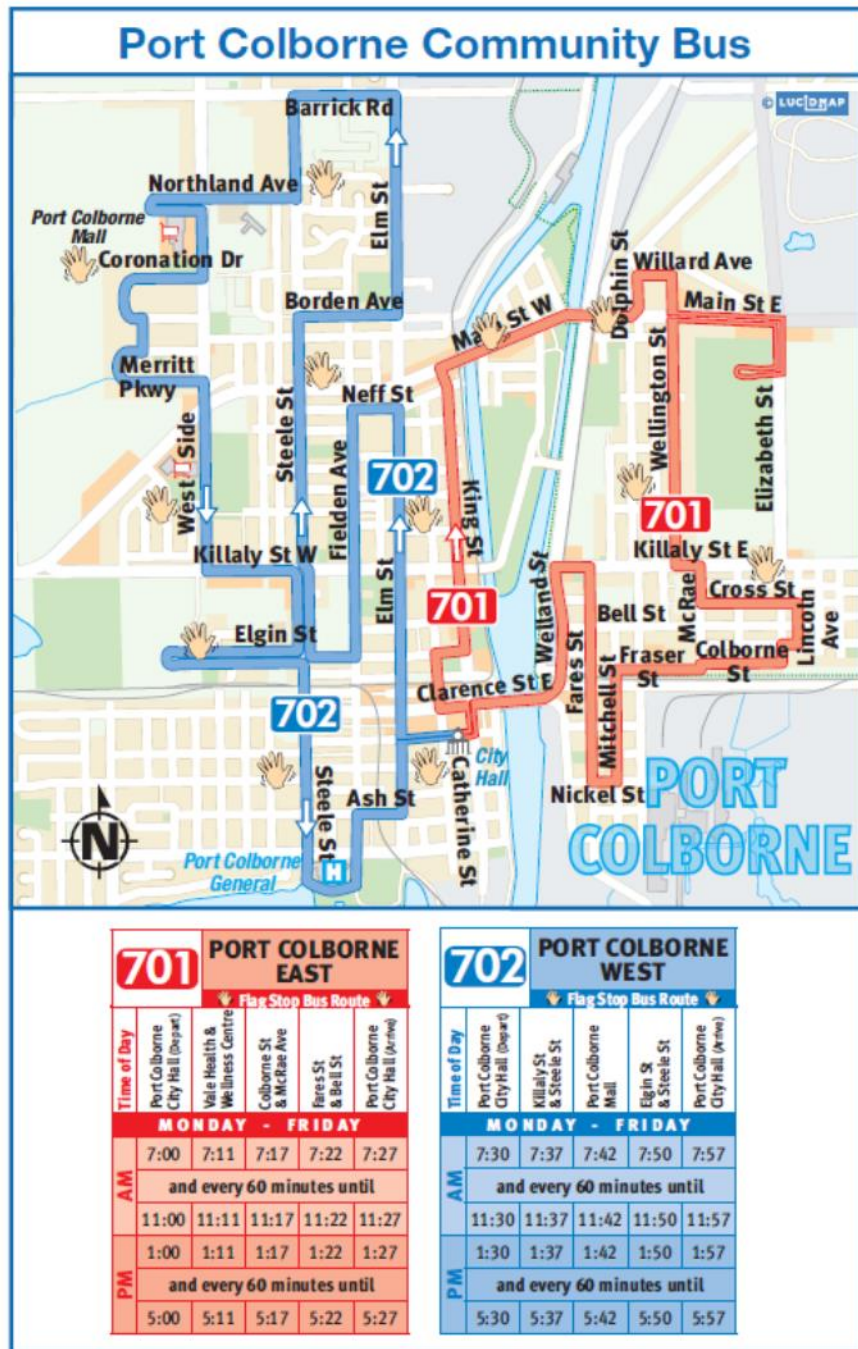 Port Colborne Community Bus
© LUCIDMAP
Barrick Rd
Northland Ave
Port Colborne
Mall
Elm St
Coronation Dr
Dolphin St
Willard Ave
Borden Ave
Main St W
Main St E
Merritt
Pkwy
Steele St
Neff St
Wellington St
Elizabeth St
West Side
Fielden Ave
702
King St
701
Killaly St W
Killaly St E
Elm St
701
Welland St
Bell St
McRae
Cross St
Elgin St
Fraser
St
Colborne
St
Lincoln
Ave
702
Clarence St E
Fares St
Mitchell St
City
Hall
Steele St
Ash St
Catherine St
Nickel St
PORT
COLBORNE
N
Port Colborne
General
H
701
PORT COLBORNE
EAST
Flag Stop Bus Route
Time of Day
Port Colborne
City Hall (Depart)
Vale Health &
Wellness Centre
Colborne St
& McRae Ave
Fares St
& Bell St
Port Colborne
City Hall (Arrive)
MONDAY - FRIDAY
AM
7:00 7:11 7:17 7:22 7:27
and every 60 minutes until
11:00 11:11 11:17 11:22 11:27
PM
1:00 1:11 1:17 1:22 1:27
and every 60 minutes until
5:00 5:11 5:17 5:22 5:27
702
PORT COLBORNE
WEST
Flag Stop Bus Route
Time of Day
Port Colborne
City Hall (Depart)
Killaly St
& Steele St
Port Colborne
Mall
Elgin St
& Steele St
Port Colborne
City Hall (Arrive)
MONDAY - FRIDAY
AM
7:30 7:37 7:42 7:50 7:57
and every 60 minutes until
11:30 11:37 11:42 11:50 11:57
PM
1:30 1:37 1:42 1:50 1:57
and every 60 minutes until
5:30 5:37 5:42 5:50 5:57